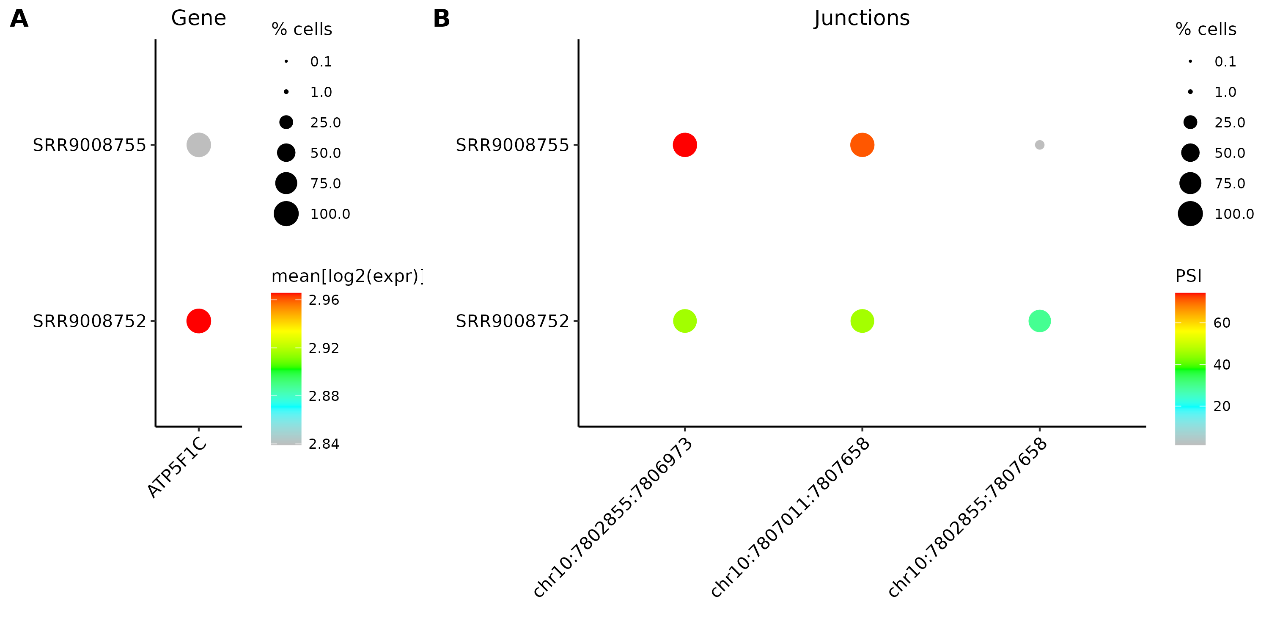 A
Gene
% cells
0.1
1.0
25.0
50.0
75.0
100.0
SRR9008755
SRR9008752
mean[log2(expr)]
2.96
2.92
2.88
2.84
ATP5F1C
B
Junctions
SRR9008755
SRR9008752
chr10:7802855:7806973
chr10:7807011:7807658
chr10:7802855:7807658
% cells
0.1
1.0
25.0
50.0
75.0
100.0
PSI
60
40
20